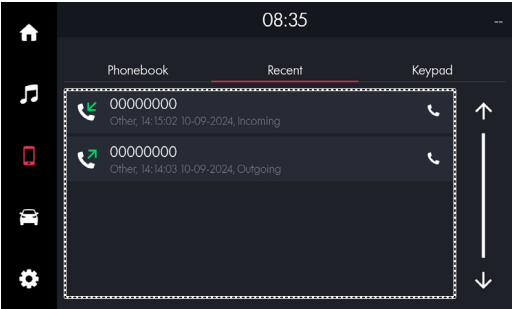 08:35
--
Phonebook Recent Keypad
00000000
Other, 14:15:02 10-09-2024, Incoming
00000000
Other, 14:14:03 10-09-2024, Outgoing